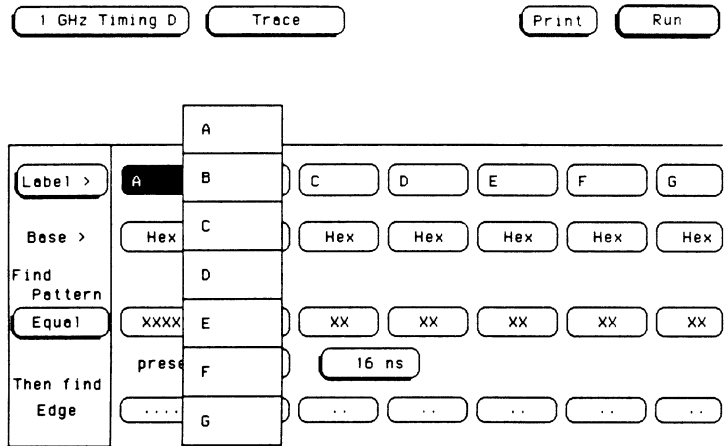 1 GHz Timing D Trace Print Run
A
Label > A B C D E F G
Base > Hex C Hex Hex Hex Hex Hex
Find
Pattern
D
Equal XXXX E XX XX XX XX XX
prese F 16 ns
Then find
Edge .... G .. .. .. .. ..